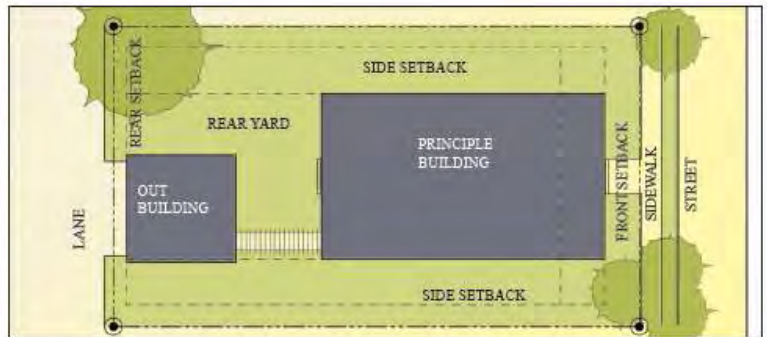 SIDE SETBACK
REAR SETBACK
REAR YARD
PRINCIPLE
BUILDING
OUT
BUILDING
LANE
FRONT SETBACK
SIDEWALK
STREET
SIDE SETBACK